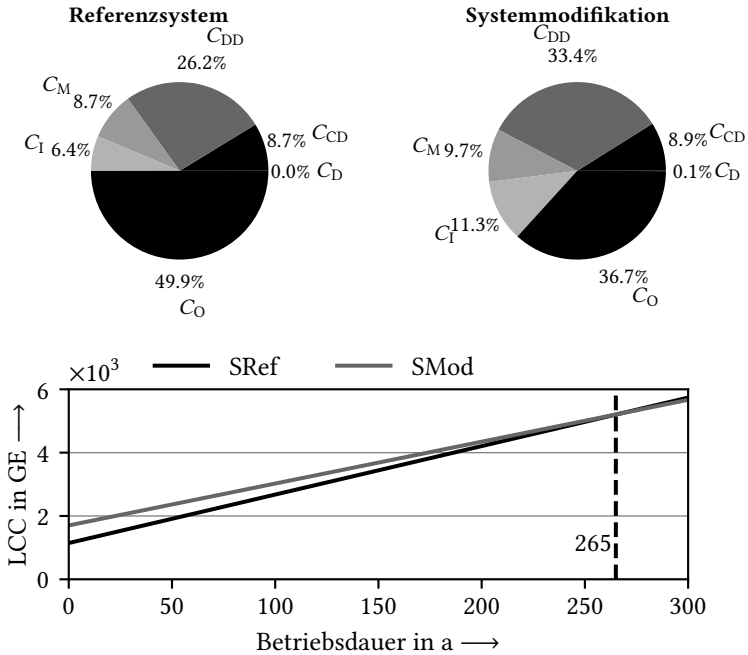 Referenzsystem
C_DD
26.2%
C_M
8.7%
C_I 6.4%
8.7% C_CD
0.0% C_D
49.9%
C_O
Systemmodifikation
C_DD
33.4%
C_M 9.7%
C_I 11.3%
8.9% C_CD
0.1% C_D
36.7%
C_O
×10³
SRef
SMod
LCC in GE →
6
4
2
0
265
0 50 100 150 200 250 300
Betriebsdauer in a →